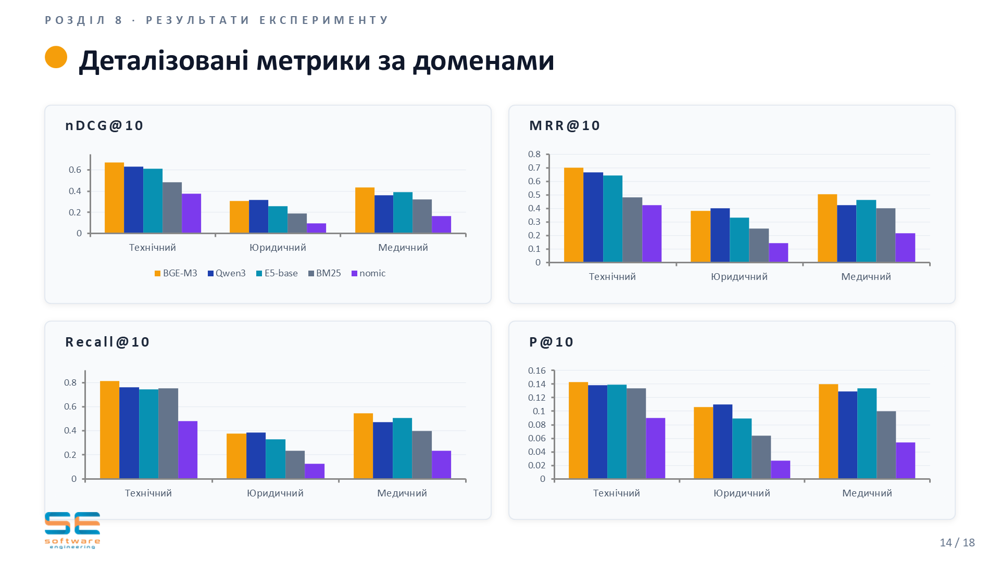 РОЗДІЛ 8 · РЕЗУЛЬТАТИ ЕКСПЕРИМЕНТУ
Деталізовані метрики за доменами
nDCG@10
0.6
0.4
0.2
0
Технічний Юридичний Медичний
BGE-M3 Qwen3 E5-base BM25 nomic
MRR@10
0.8
0.7
0.6
0.5
0.4
0.3
0.2
0.1
0
Технічний Юридичний Медичний
Recall@10
0.8
0.6
0.4
0.2
0
Технічний Юридичний Медичний
P@10
0.16
0.14
0.12
0.1
0.08
0.06
0.04
0.02
0
Технічний Юридичний Медичний
SE
software
engineering
14 / 18